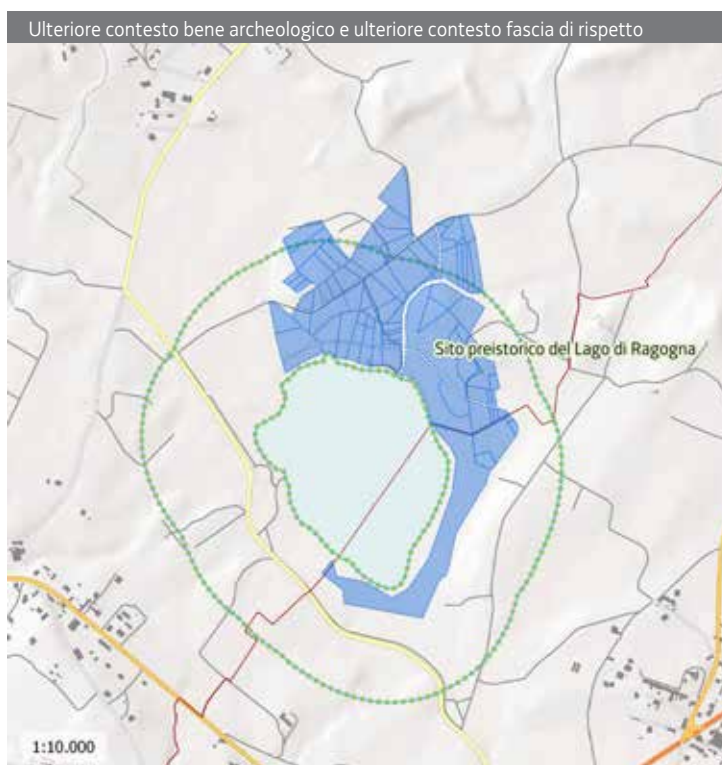 Ulteriore contesto bene archeologico e ulteriore contesto fascia di rispetto
Sito preistorico del Lago di Ragogna
1:10.000